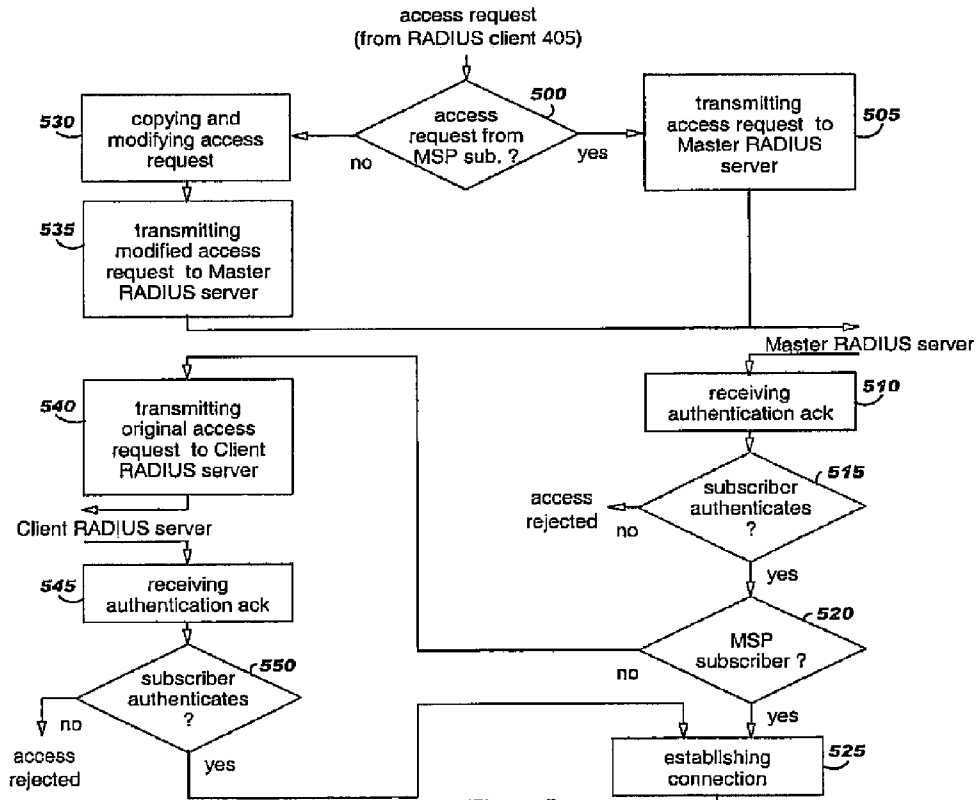 access request
(from RADIUS client 405)
500
access
request from
MSP sub. ?
no
yes
530
copying and
modifying access
request
transmitting
access request to
Master RADIUS
server
505
535
transmitting
modified access
request to Master
RADIUS server
Master RADIUS server
540
transmitting
original access
request to Client
RADIUS server
receiving
authentication ack
510
515
subscriber
authenticates
?
access
rejected
no
yes
Client RADIUS server
545
receiving
authentication ack
520
MSP
subscriber ?
no
yes
550
subscriber
authenticates
?
no
access
rejected
yes
establishing
connection
525